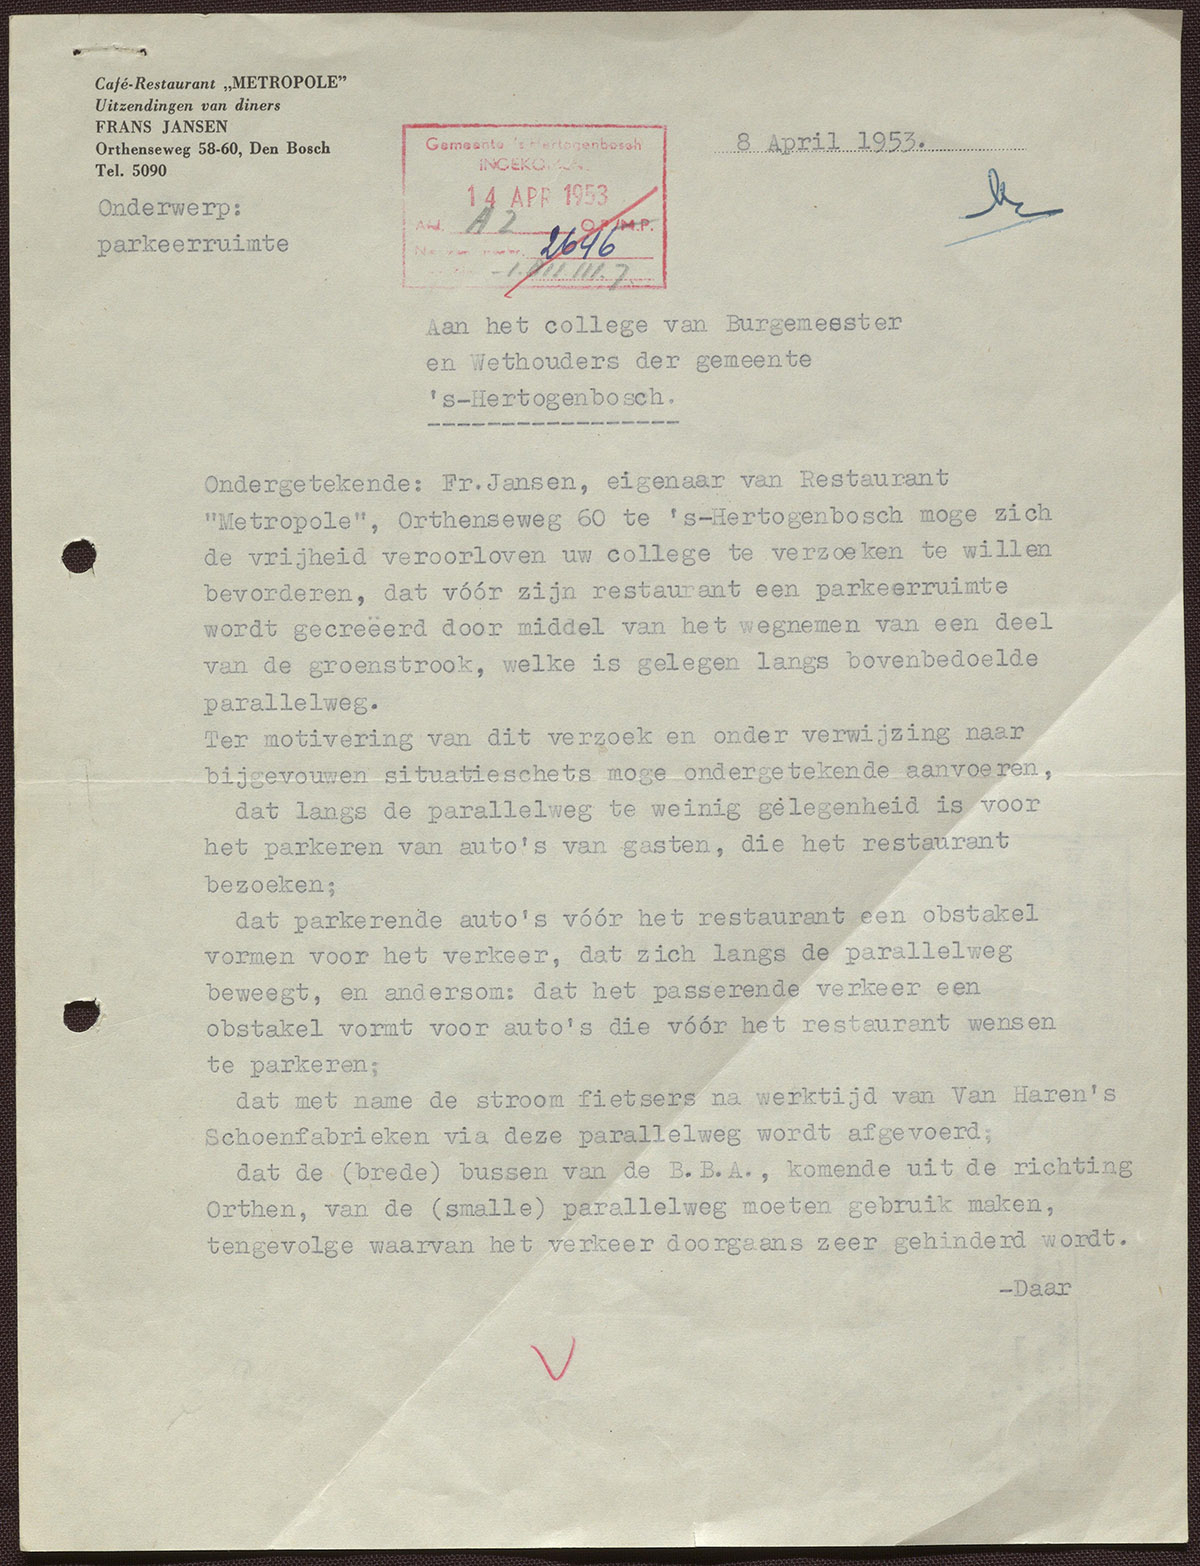 Café-Restaurant „METROPOLE”
Uitzendingen van diners
FRANS JANSEN
Orthenseweg 58-60, Den Bosch
Tel. 5090
Onderwerp:
parkeerruimte
Gemeente 's Hertogenbosch
INGEKOMEN
14 APR 1953
Afd. A2 O.P./M.P.
2646
8 April 1953.
Aan het college van Burgemeester
en Wethouders der gemeente
's-Hertogenbosch.
Ondergetekende: Fr.Jansen, eigenaar van Restaurant
"Metropole", Orthenseweg 60 te 's-Hertogenbosch moge zich
de vrijheid veroorloven uw college te verzoeken te willen
bevorderen, dat vóór zijn restaurant een parkeerruimte
wordt gecreëerd door middel van het wegnemen van een deel
van de groenstrook, welke is gelegen langs bovenbedoelde
parallelweg.
Ter motivering van dit verzoek en onder verwijzing naar
bijgevouwen situatieschets moge ondergetekende aanvoeren,
dat langs de parallelweg te weinig gelegenheid is voor
het parkeren van auto's van gasten, die het restaurant
bezoeken;
dat parkerende auto's vóór het restaurant een obstakel
vormen voor het verkeer, dat zich langs de parallelweg
beweegt, en andersom: dat het passerende verkeer een
obstakel vormt voor auto's die vóór het restaurant wensen
te parkeren;
dat met name de stroom fietsers na werktijd van Van Haren's
Schoenfabrieken via deze parallelweg wordt afgevoerd;
dat de (brede) bussen van de B.B.A., komende uit de richting
Orthen, van de (smalle) parallelweg moeten gebruik maken,
tengevolge waarvan het verkeer doorgaans zeer gehinderd wordt.
-Daar